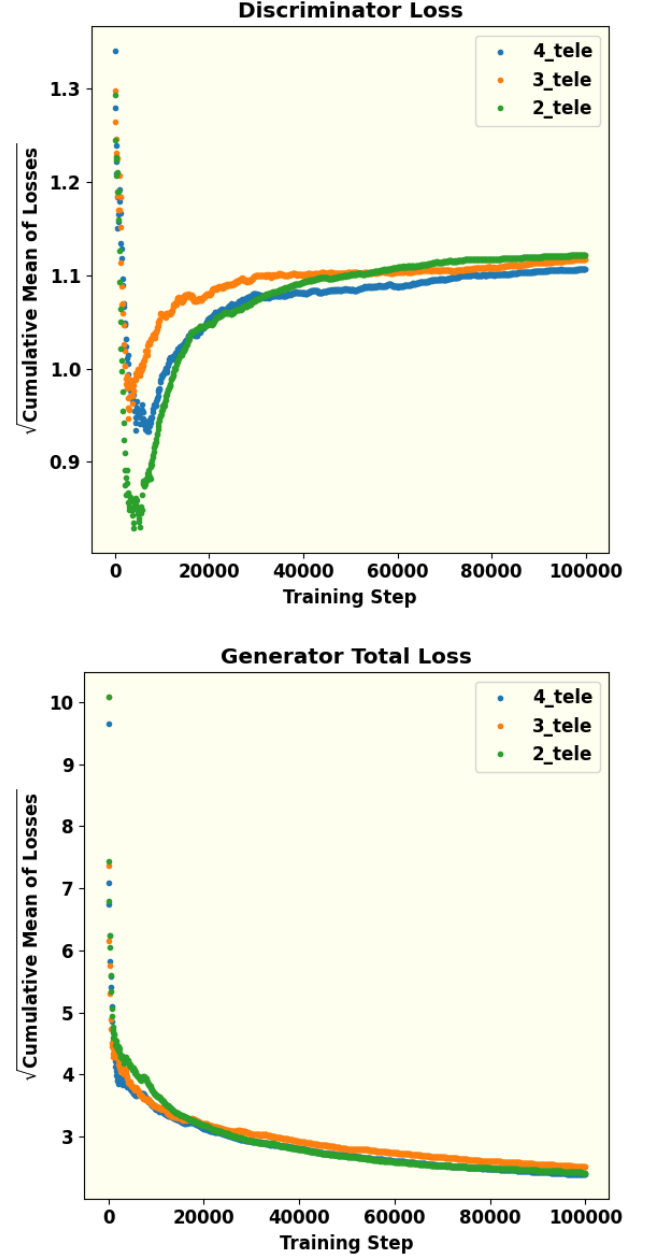 Discriminator Loss
4_tele
3_tele
2_tele
1.3
1.2
1.1
1.0
0.9
√Cumulative Mean of Losses
0 20000 40000 60000 80000 100000
Training Step
Generator Total Loss
4_tele
3_tele
2_tele
10
9
8
7
6
5
4
3
√Cumulative Mean of Losses
0 20000 40000 60000 80000 100000
Training Step